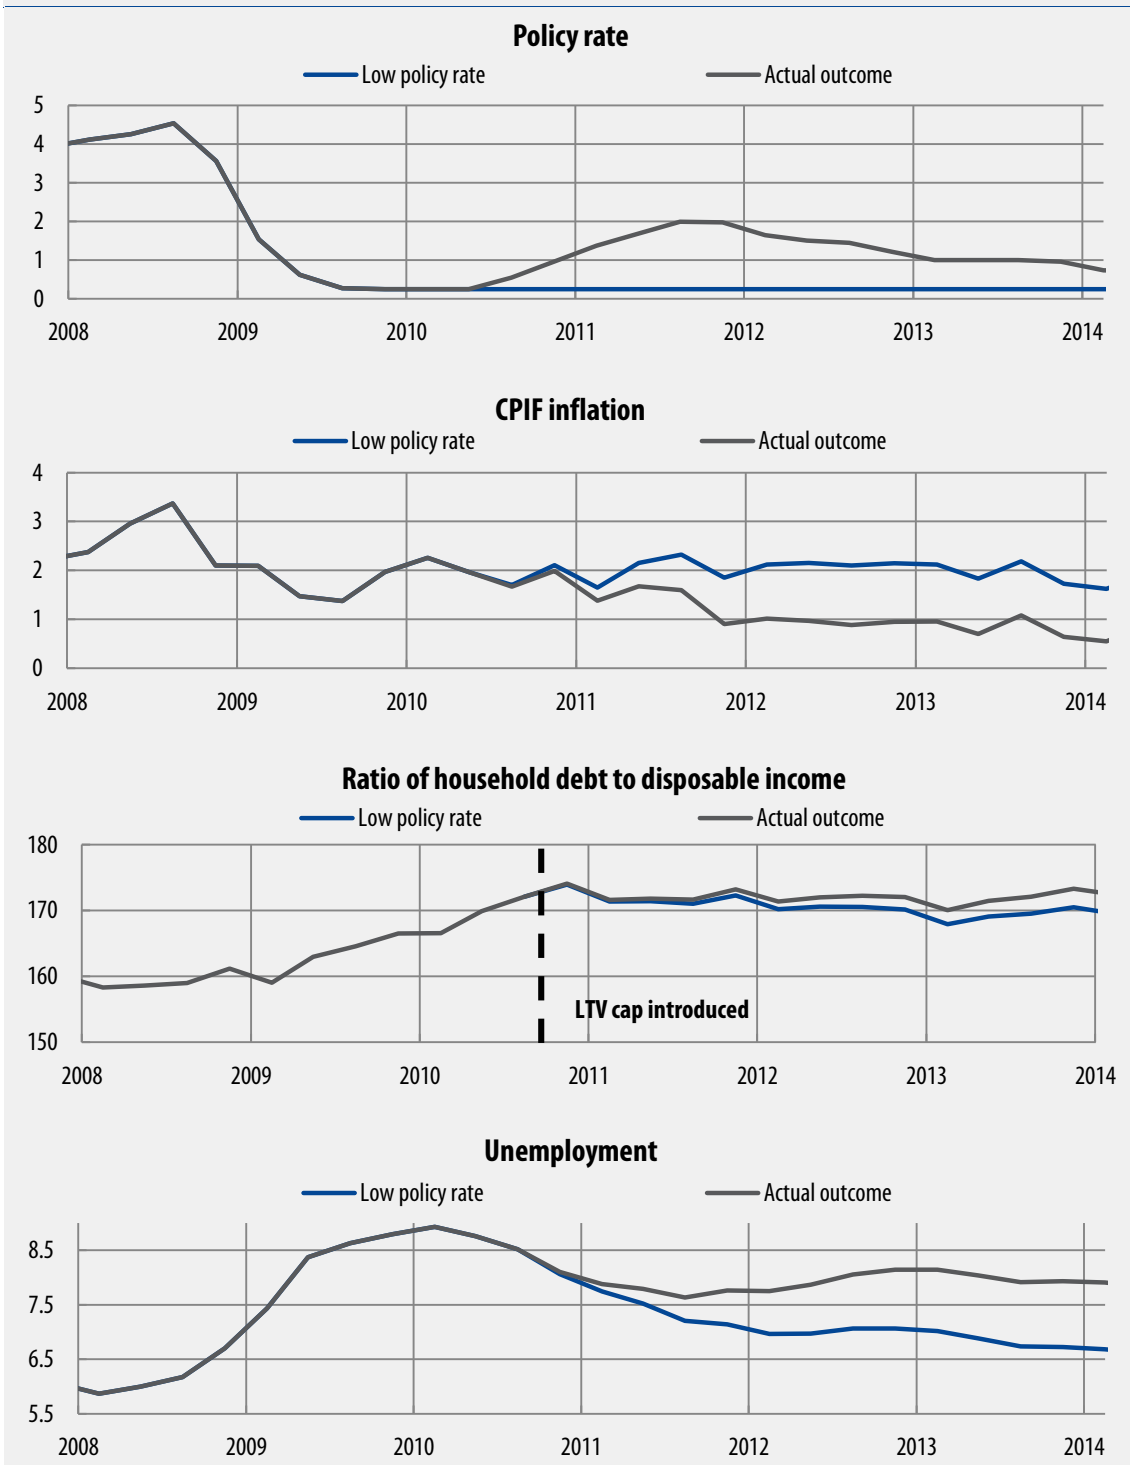 Policy rate
Low policy rate Actual outcome
5
4
3
2
1
0
2008 2009 2010 2011 2012 2013 2014
CPIF inflation
Low policy rate Actual outcome
4
3
2
1
0
2008 2009 2010 2011 2012 2013 2014
Ratio of household debt to disposable income
Low policy rate Actual outcome
180
170
160
LTV cap introduced
150
2008 2009 2010 2011 2012 2013 2014
Unemployment
Low policy rate Actual outcome
8.5
7.5
6.5
5.5
2008 2009 2010 2011 2012 2013 2014